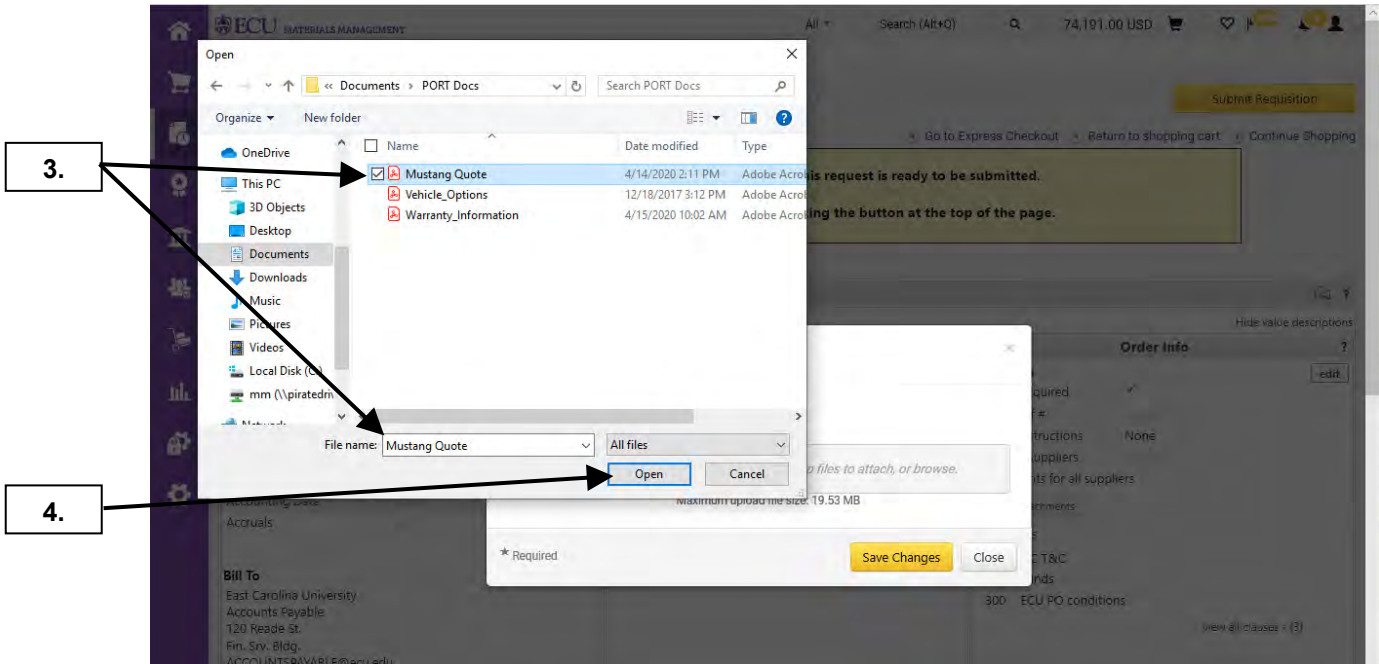 ECU MATERIALS MANAGEMENT
All
Search (Alt+Q)
74,191.00 USD
Open
×
« Documents › PORT Docs
Search PORT Docs
Submit Requisition
Organize
New folder
?
Go to Express Checkout
Return to shopping cart
Continue Shopping
3.
OneDrive
This PC
3D Objects
Desktop
Documents
Downloads
Music
Pictures
Videos
Local Disk (C:)
mm (\\piratedriv
Network
Name
Date modified
Type
Mustang Quote
4/14/2020 2:11 PM
Adobe Acro
Vehicle_Options
12/18/2017 3:12 PM
Adobe Acro
Warranty_Information
4/15/2020 10:02 AM
Adobe Acro
is request is ready to be submitted.
ing the button at the top of the page.
?
Hide value descriptions
Order Info
?
edit
quired
None
tructions
uppliers
ts for all suppliers
File name:
Mustang Quote
All files
Open
Cancel
files to attach, or browse.
Maximum upload file size: 19.53 MB
4.
Accounting Date
Accruals
★ Required
Save Changes
Close
×
T&C
nds
300 ECU PO conditions
view all clauses - (3)
Bill To
East Carolina University
Accounts Payable
120 Reade St.
Fin. Srv. Bldg.
ACCOUNTSPAYABLE@ecu.edu